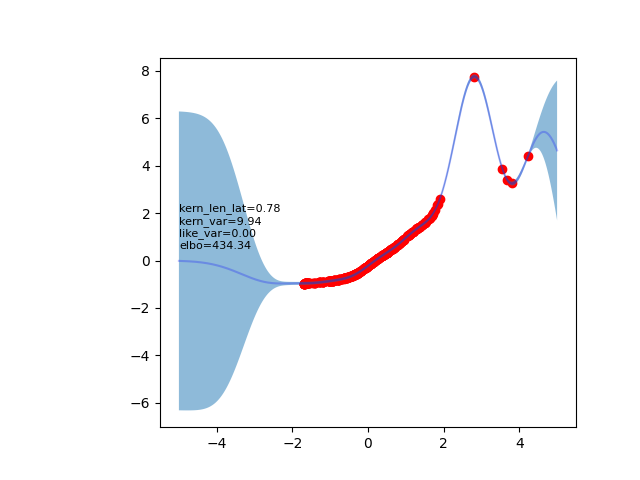 8
6
4
2
0
−2
−4
−6
kern_len_lat=0.78
kern_var=9.94
like_var=0.00
elbo=434.34
−4 −2 0 2 4